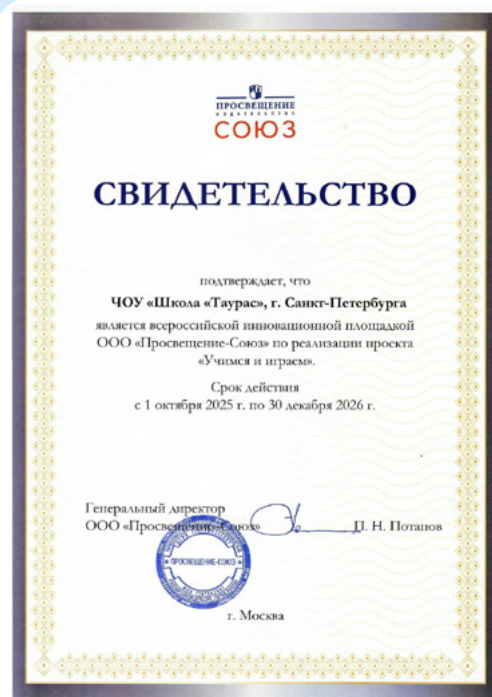 ПРОСВЕЩЕНИЕ
ИЗДАТЕЛЬСТВО
СОЮЗ
СВИДЕТЕЛЬСТВО
подтверждает, что
ЧОУ «Школа «Таурас», г. Санкт-Петербурга
является всероссийской инновационной площадкой
ООО «Просвещение-Союз» по реализации проекта
«Учимся и играем».
Срок действия
с 1 октября 2025 г. по 30 декабря 2026 г.
Генеральный директор
ООО «Просвещение-Союз» П. Н. Потапов
ПРОСВЕЩЕНИЕ-СОЮЗ
г. Москва